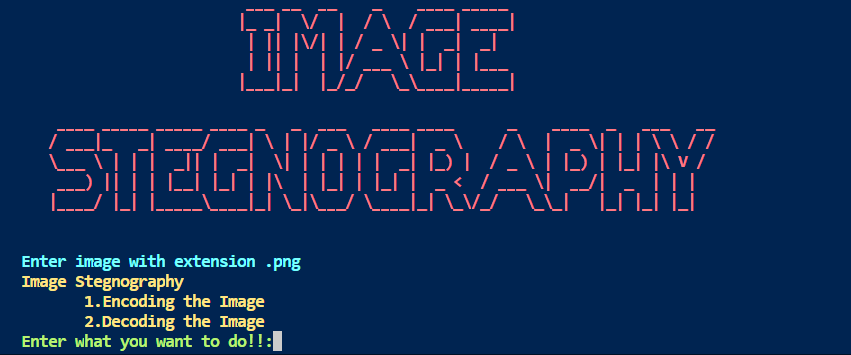 IMAGE
STEGNOGRAPHY
Enter image with extension .png
Image Stegnography
1.Encoding the Image
2.Decoding the Image
Enter what you want to do!!: